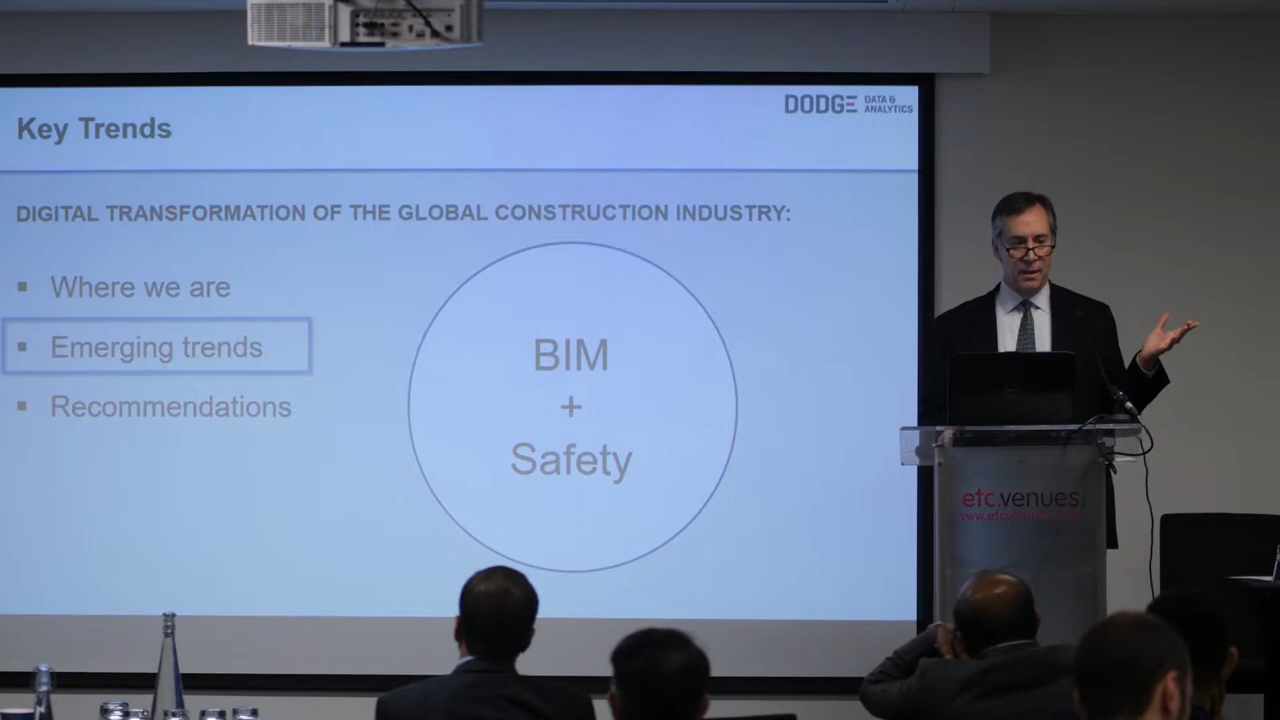 DODGE DATA &
ANALYTICS
Key Trends
DIGITAL TRANSFORMATION OF THE GLOBAL CONSTRUCTION INDUSTRY:
▪ Where we are
▪ Emerging trends
▪ Recommendations
BIM
+
Safety
etc.venues